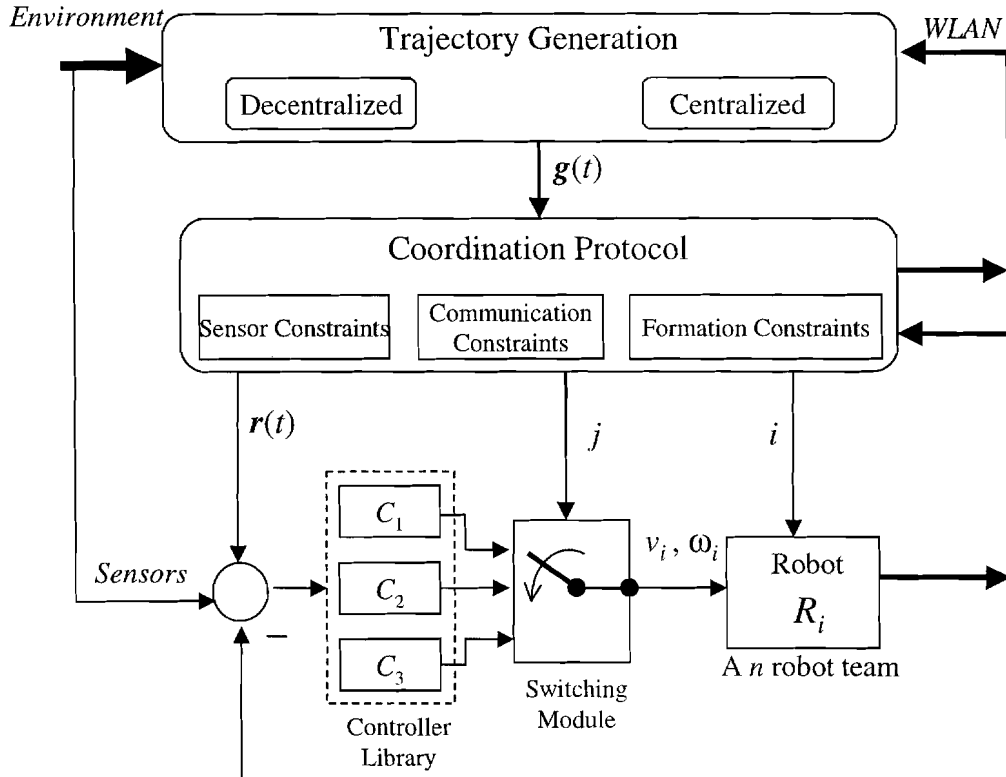 Environment
Trajectory Generation
WLAN
Decentralized
Centralized
g(t)
Coordination Protocol
Sensor Constraints
Communication
Constraints
Formation Constraints
r(t)
j
i
C1
C2
C3
Sensors
−
v_i , ω_i
Robot
R_i
A n robot team
Switching
Module
Controller
Library